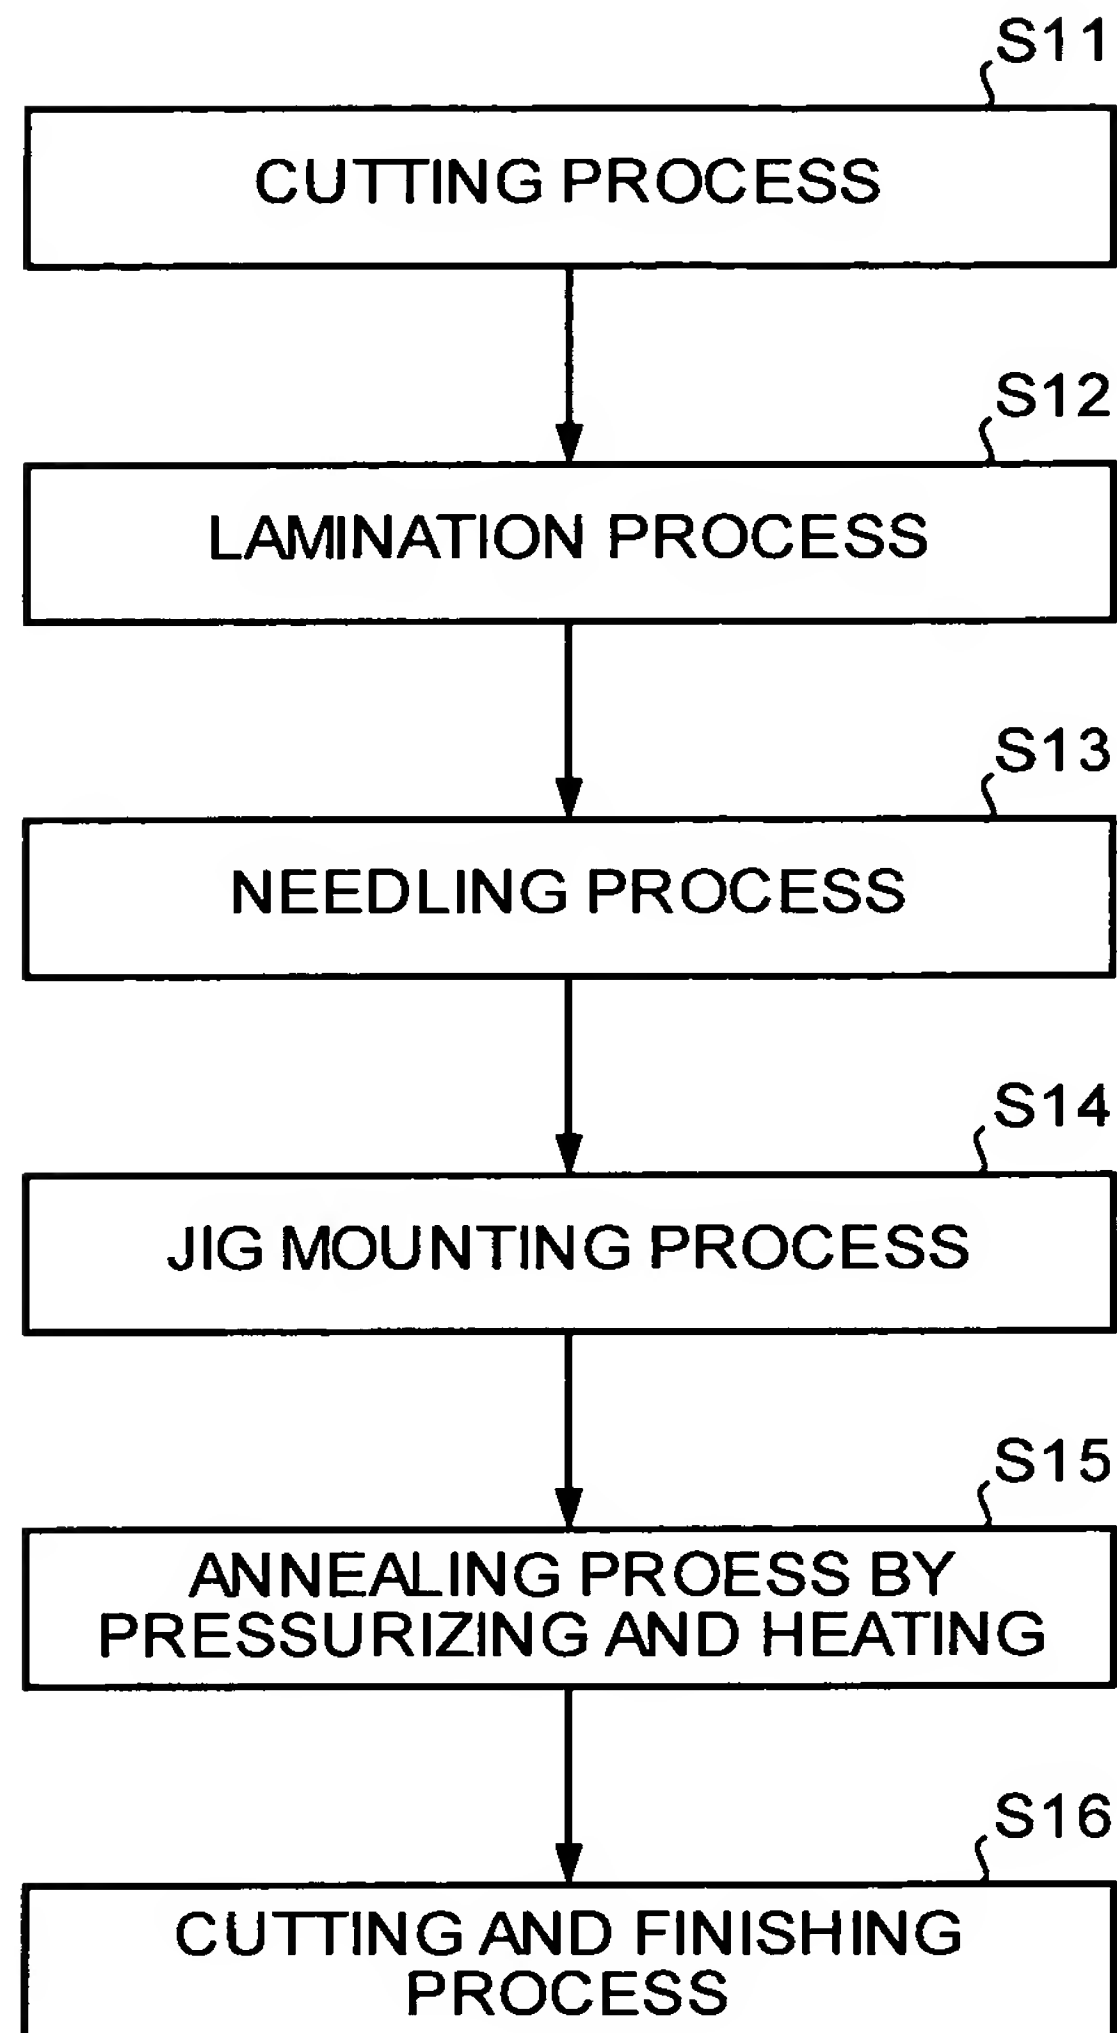 S11
CUTTING PROCESS
S12
LAMINATION PROCESS
S13
NEEDLING PROCESS
S14
JIG MOUNTING PROCESS
S15
ANNEALING PROESS BY
PRESSURIZING AND HEATING
S16
CUTTING AND FINISHING
PROCESS